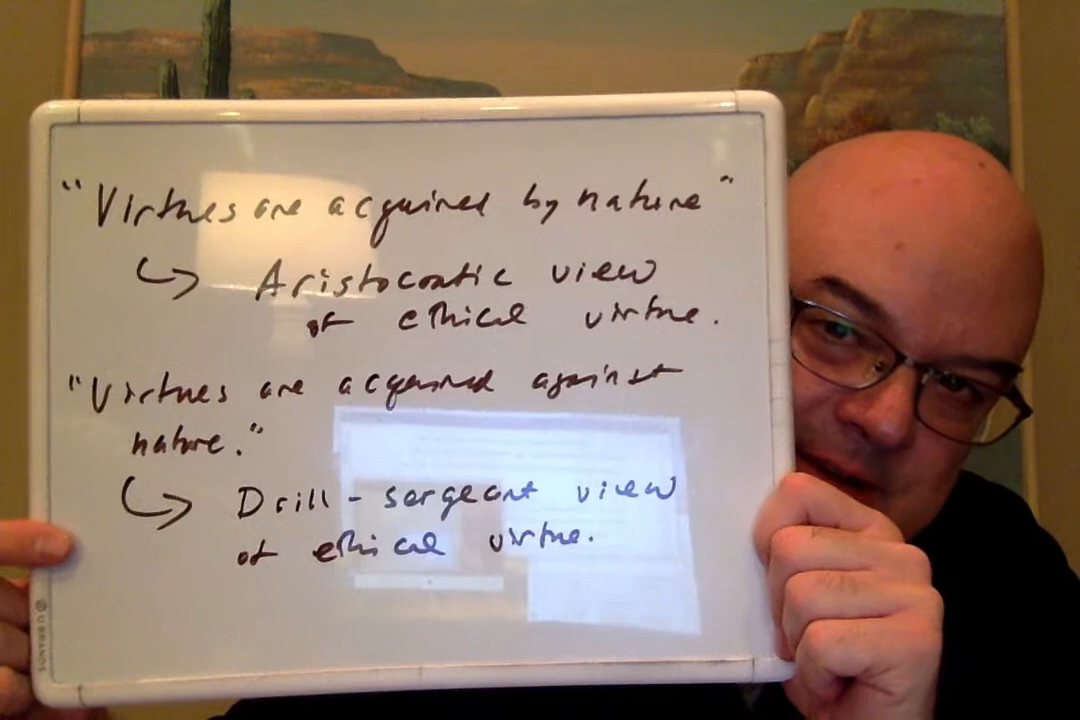 "Virtues are acquired by nature"
↳ Aristocratic view
of ethical virtue.
"Virtues are acquired against
nature."
↳ Drill-sergeant view
of ethical virtue.
U BRANDS